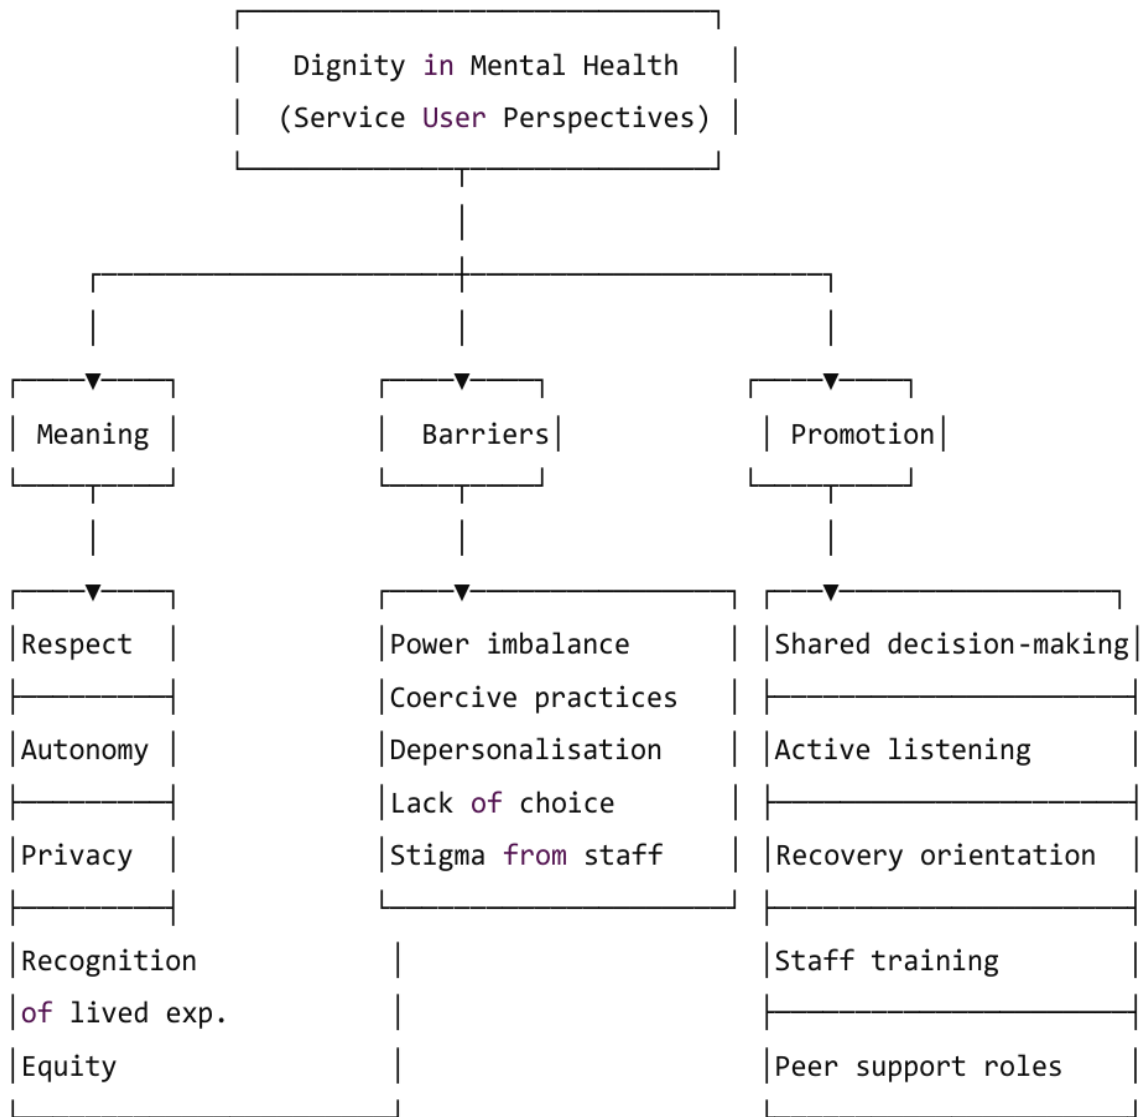 Dignity in Mental Health
(Service User Perspectives)
Meaning
Barriers
Promotion
Respect
Autonomy
Privacy
Recognition
of lived exp.
Equity
Power imbalance
Coercive practices
Depersonalisation
Lack of choice
Stigma from staff
Shared decision-making
Active listening
Recovery orientation
Staff training
Peer support roles